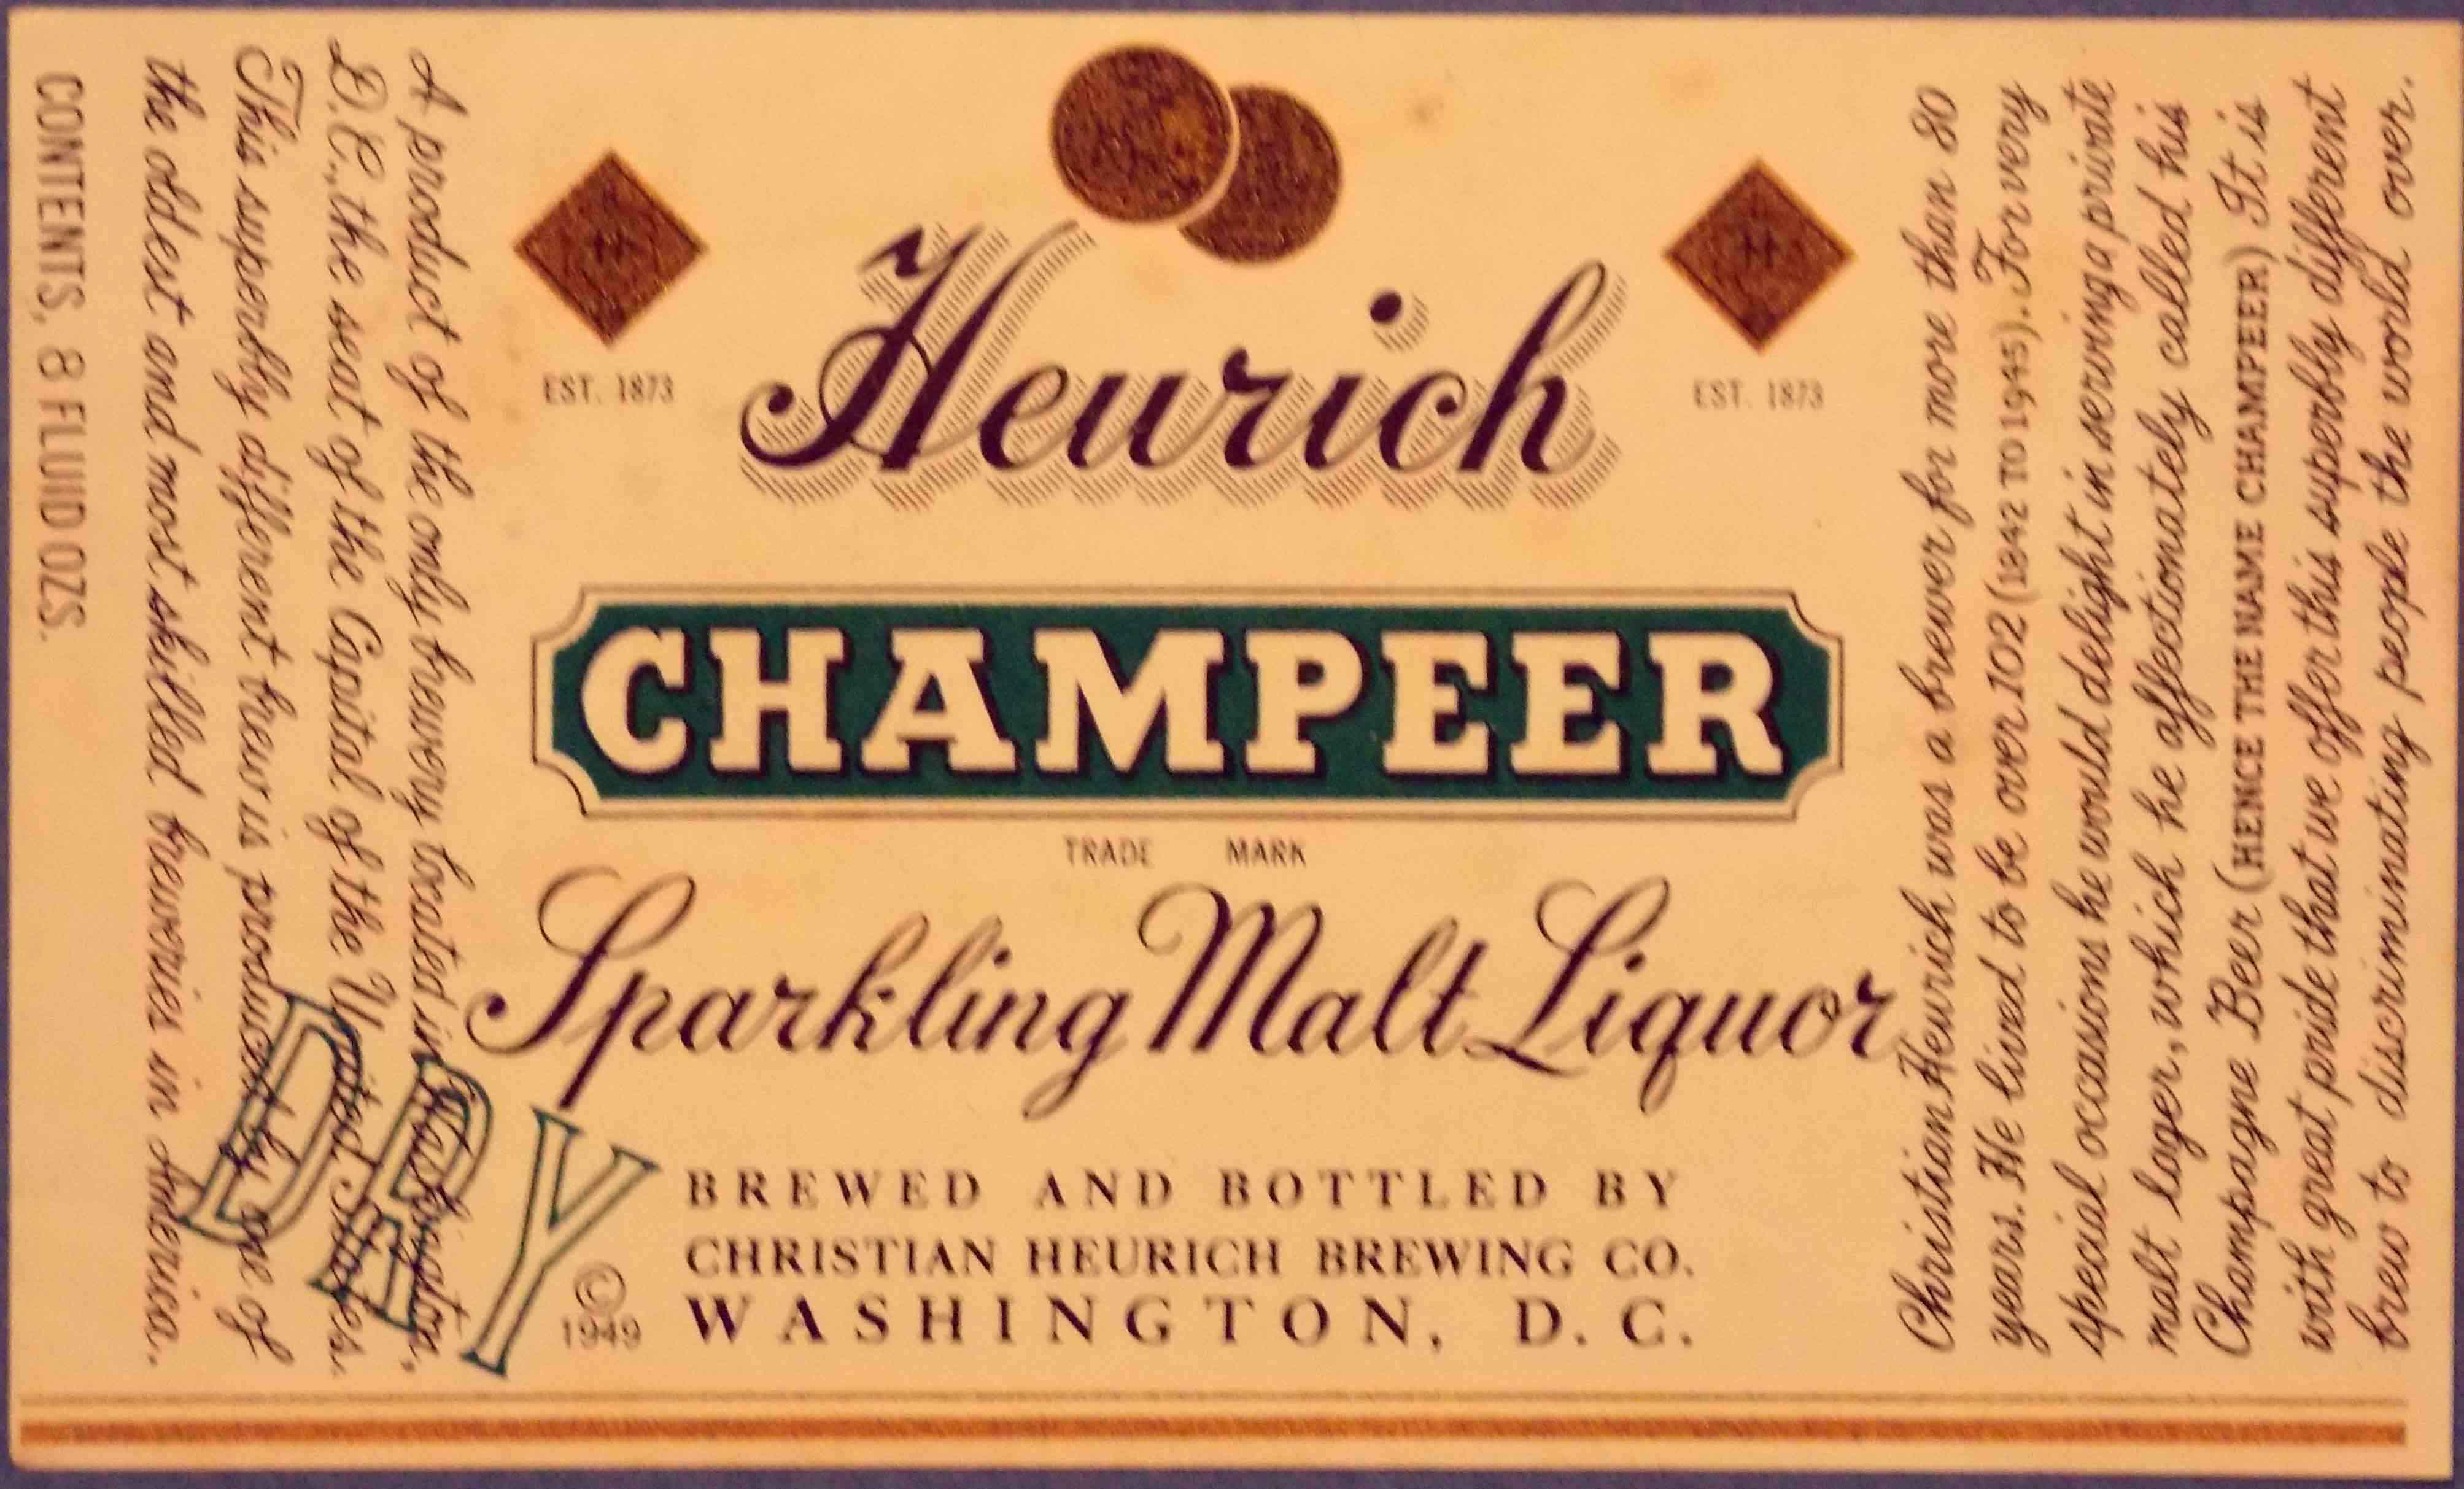 CONTENTS, 8 FLUID OZS.
A product of the only brewery located in Washington,
D.C., the seat of the Capital of the United States.
This superbly different brew is produced by one of
the oldest and most skilled breweries in America.
DRY
H
EST. 1873
H
EST. 1873
Heurich
CHAMPEER
TRADE MARK
Sparkling Malt Liquor
BREWED AND BOTTLED BY
CHRISTIAN HEURICH BREWING CO.
WASHINGTON, D.C.
©
1949
Christian Heurich was a brewer for more than 80
years. He lived to be over 102 (1842 TO 1945). For very
special occasions he would delight in serving a private
malt lager, which he affectionately called his
Champagne Beer (HENCE THE NAME CHAMPEER) It is
with great pride that we offer this superbly different
brew to discriminating people the world over.